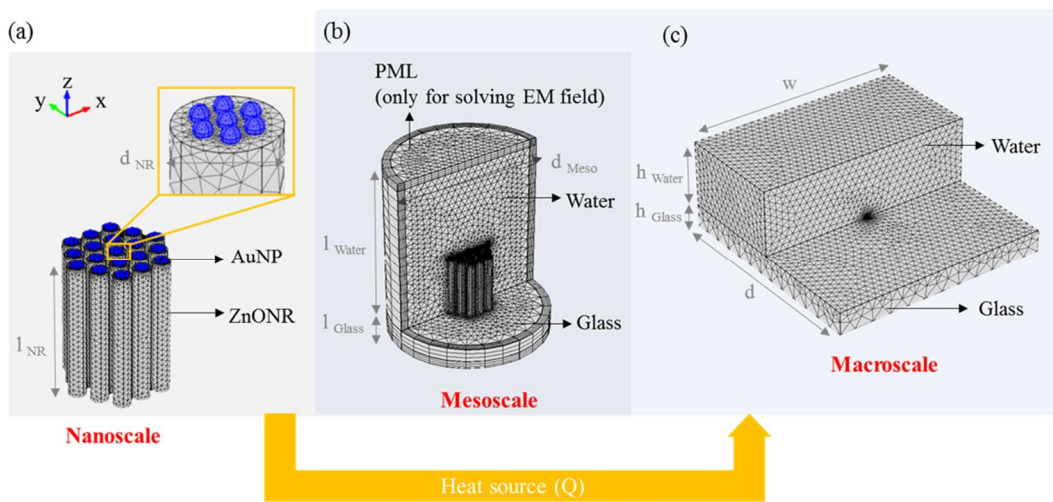 (a)
(b)
(c)
z
y
x
d NR
AuNP
ZnONR
l NR
Nanoscale
PML
(only for solving EM field)
d Meso
Water
l Water
l Glass
Glass
Mesoscale
w
Water
h Water
h Glass
d
Glass
Macroscale
Heat source (Q)